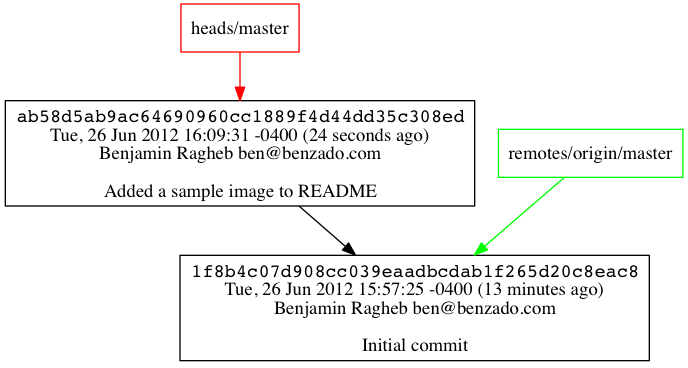 heads/master
ab58d5ab9ac64690960cc1889f4d44dd35c308ed
Tue, 26 Jun 2012 16:09:31 -0400 (24 seconds ago)
Benjamin Ragheb ben@benzado.com
Added a sample image to README
remotes/origin/master
1f8b4c07d908cc039eaadbcdab1f265d20c8eac8
Tue, 26 Jun 2012 15:57:25 -0400 (13 minutes ago)
Benjamin Ragheb ben@benzado.com
Initial commit